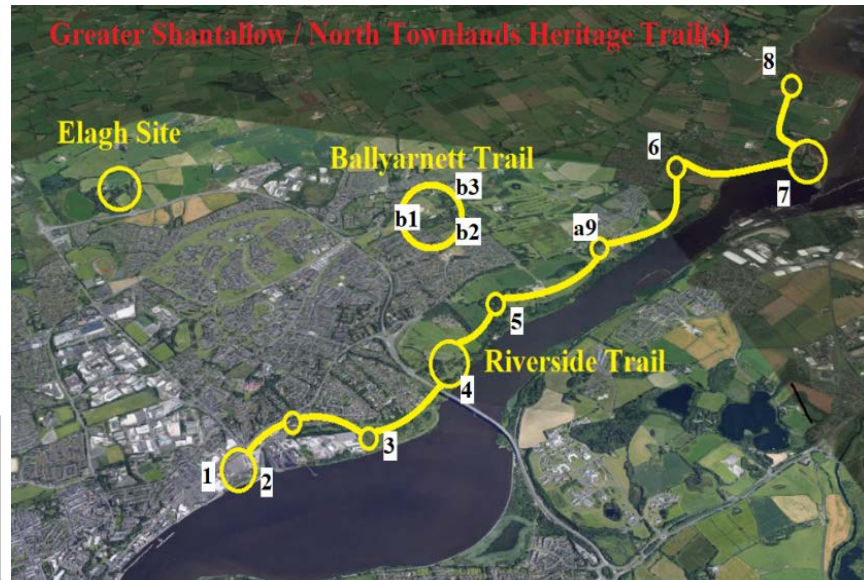 Greater Shantallow / North Townlands Heritage Trail(s)
8
Elagh Site
Ballyarnett Trail
6
b3
7
b1
b2
a9
5
Riverside Trail
4
3
1
2